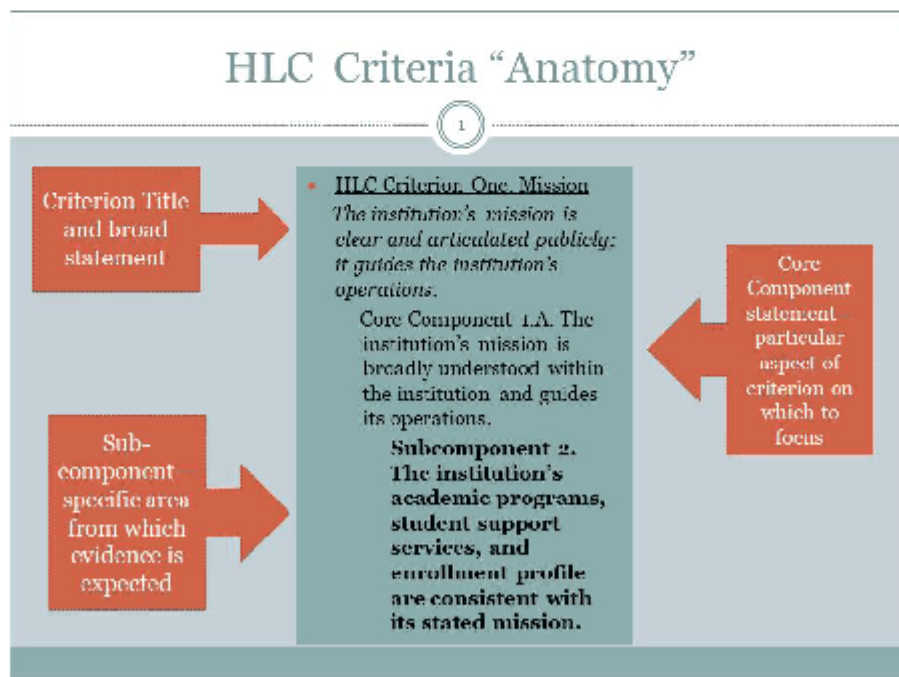 HLC Criteria “Anatomy”
1
Criterion Title
and broad
statement
• HLC Criterion. One. Mission
The institution’s mission is
clear and articulated publicly;
it guides the institution’s
operations.
Core Component 1.A. The
institution’s mission is
broadly understood within
the institution and guides
its operations.
Subcomponent 2.
The institution’s
academic programs,
student support
services, and
enrollment profile
are consistent with
its stated mission.
Core
Component
statement
particular
aspect of
criterion on
which to
focus
Sub-
component
specific area
from which
evidence is
expected